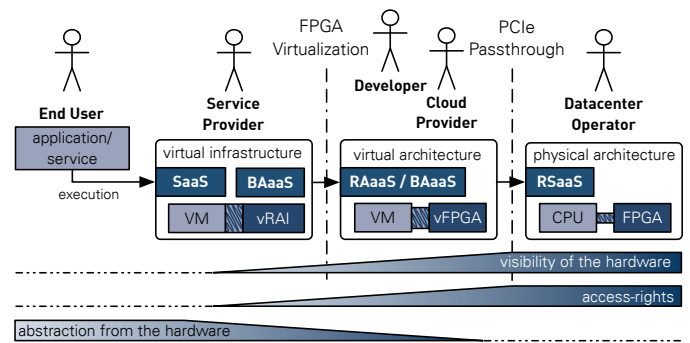 FPGA
Virtualization
PCIe
Passthrough
Developer
End User
Service
Provider
Cloud
Provider
Datacenter
Operator
application/
service
execution
virtual infrastructure
SaaS
BAaaS
VM
vRAI
virtual architecture
RAaaS / BAaaS
VM
vFPGA
physical architecture
RSaaS
CPU
FPGA
visibility of the hardware
access-rights
abstraction from the hardware